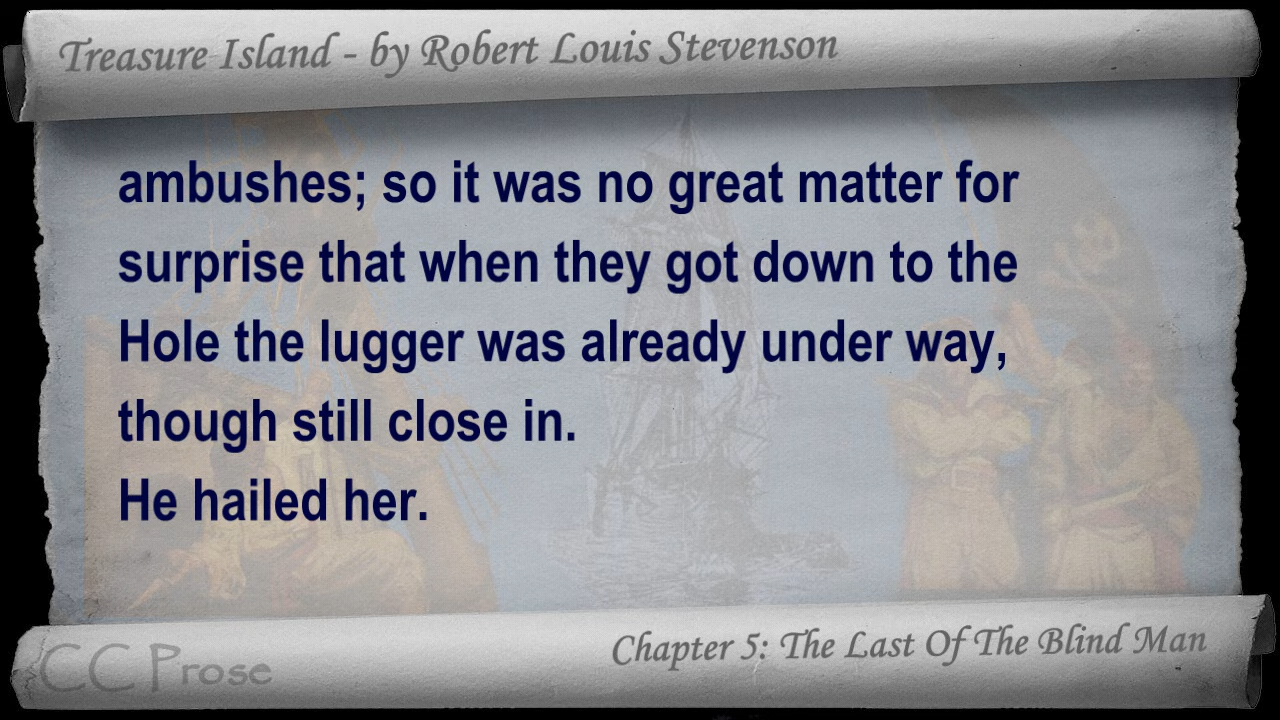 Treasure Island - by Robert Louis Stevenson
ambushes; so it was no great matter for
surprise that when they got down to the
Hole the lugger was already under way,
though still close in.
He hailed her.
Chapter 5: The Last Of The Blind Man
CC Prose